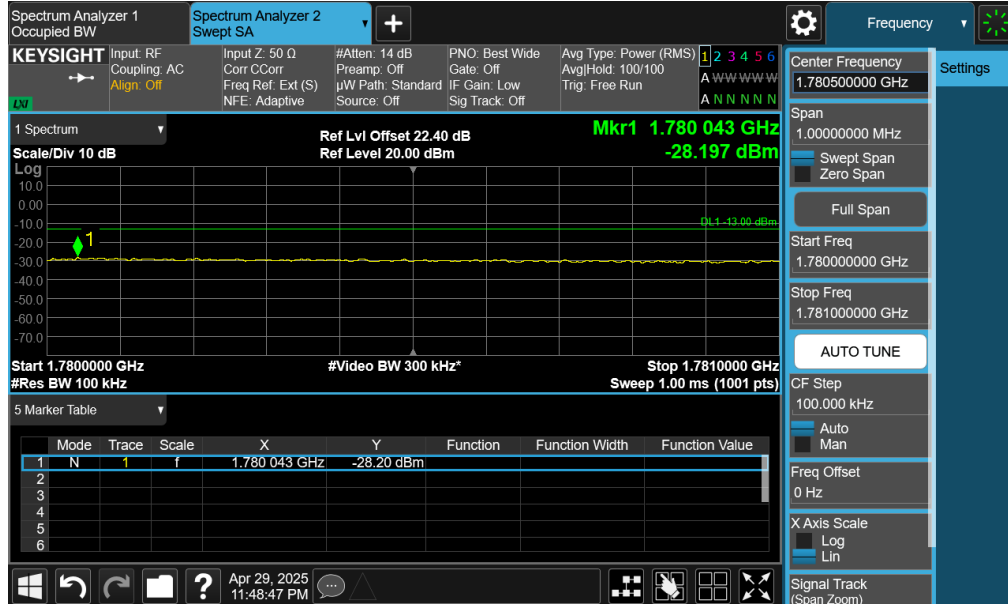 Spectrum Analyzer 1
Occupied BW
Spectrum Analyzer 2
Swept SA
+
Frequency
KEYSIGHT
LXI
Input: RF
Coupling: AC
Align: Off
Input Z: 50 Ω
Corr CCorr
Freq Ref: Ext (S)
NFE: Adaptive
#Atten: 14 dB
Preamp: Off
µW Path: Standard
Source: Off
PNO: Best Wide
Gate: Off
IF Gain: Low
Sig Track: Off
Avg Type: Power (RMS)
Avg|Hold: 100/100
Trig: Free Run
1 2 3 4 5 6
A W W W W W
A N N N N N
Center Frequency
1.780500000 GHz
Settings
Span
1.00000000 MHz
Swept Span
Zero Span
Full Span
Start Freq
1.780000000 GHz
Stop Freq
1.781000000 GHz
AUTO TUNE
CF Step
100.000 kHz
Auto
Man
Freq Offset
0 Hz
X Axis Scale
Log
Lin
Signal Track
(Span Zoom)
1 Spectrum
Scale/Div 10 dB
Ref Lvl Offset 22.40 dB
Ref Level 20.00 dBm
Mkr1 1.780 043 GHz
-28.197 dBm
Log
10.0
0.00
-10.0
-20.0
-30.0
-40.0
-50.0
-60.0
-70.0
DL1 -13.00 dBm
1
Start 1.7800000 GHz
#Video BW 300 kHz*
Stop 1.7810000 GHz
#Res BW 100 kHz
Sweep 1.00 ms (1001 pts)
5 Marker Table
Mode Trace Scale X Y Function Function Width Function Value
1 N 1 f 1.780 043 GHz -28.20 dBm
2
3
4
5
6
?
Apr 29, 2025
11:48:47 PM